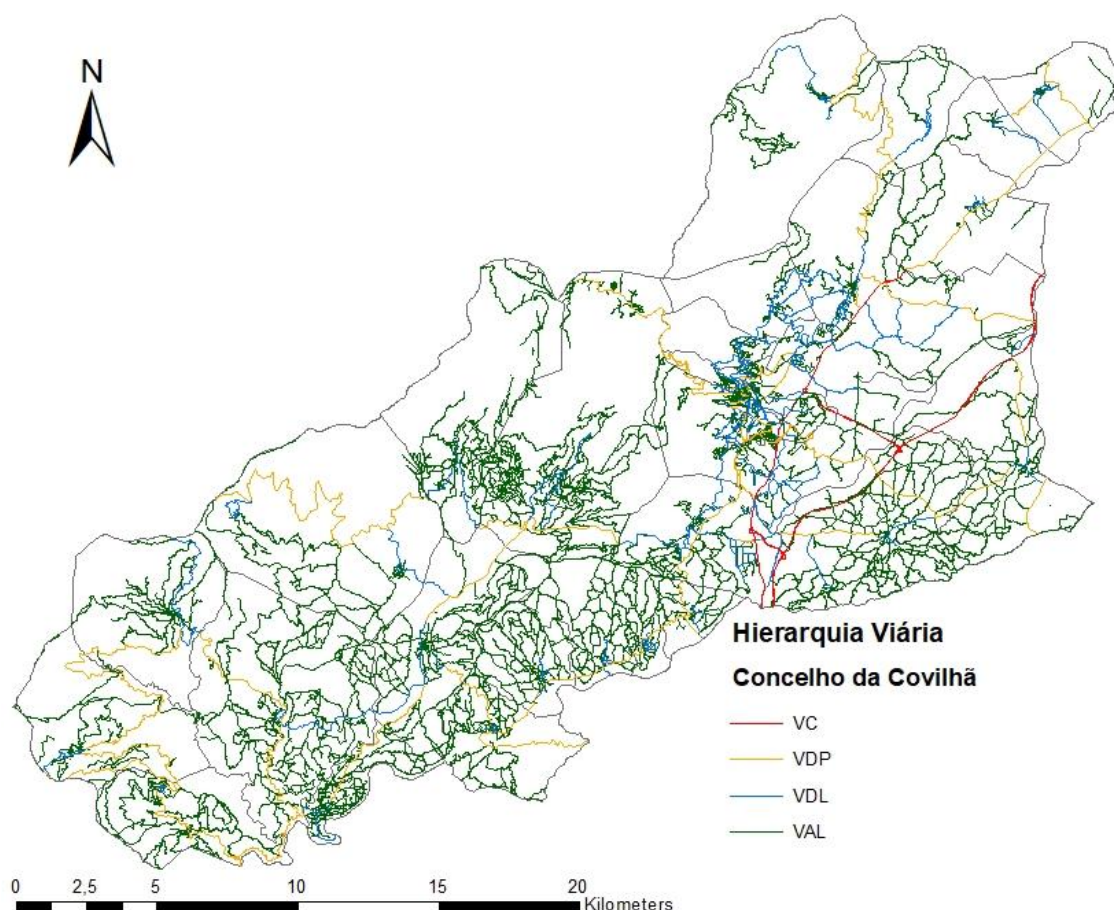 N
Hierarquia Viária
Concelho da Covilhã
VC
VDP
VDL
VAL
0 2,5 5 10 15 20
Kilometers